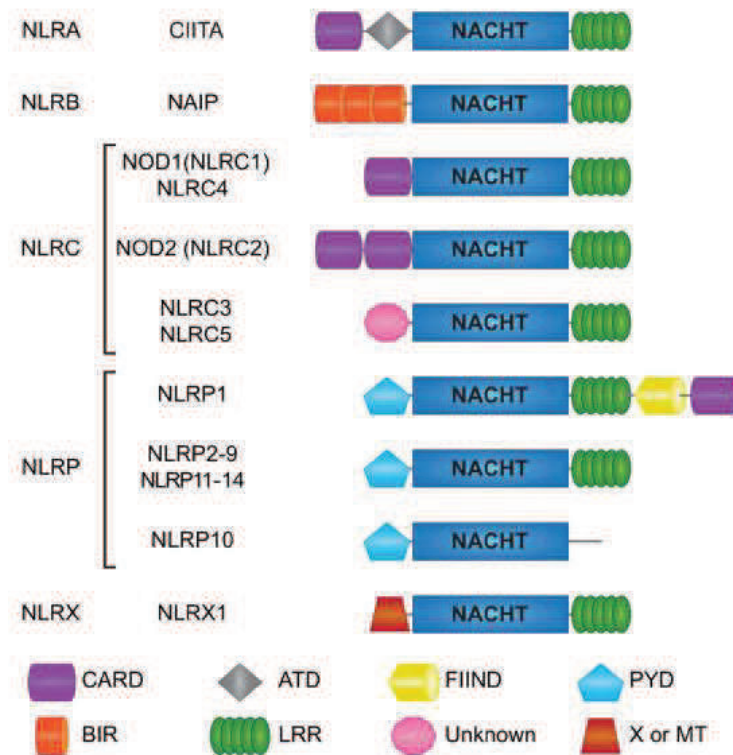 NLRA CIITA NACHT
NLRB NAIP NACHT
NOD1(NLRC1)
NLRC4 NACHT
NLRC NOD2 (NLRC2) NACHT
NLRC3
NLRC5 NACHT
NLRP1 NACHT
NLRP NLRP2-9
NLRP11-14 NACHT
NLRP10 NACHT
NLRX NLRX1 NACHT
CARD ATD FIIND PYD
BIR LRR Unknown X or MT